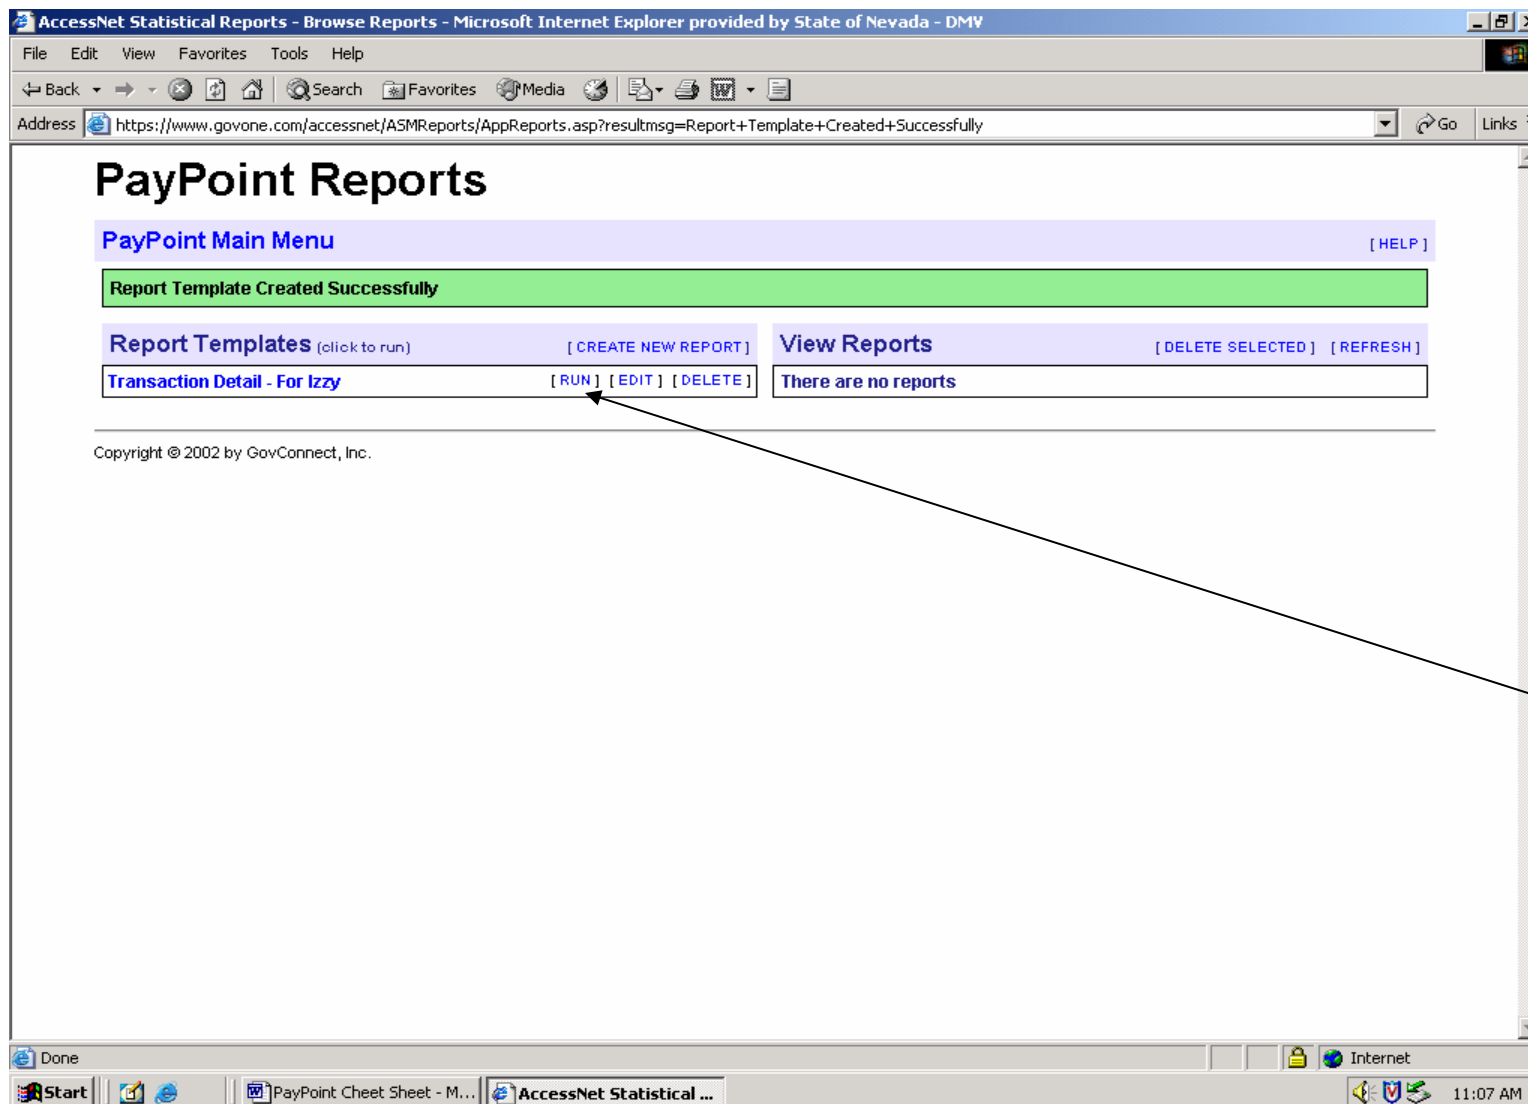 AccessNet Statistical Reports - Browse Reports - Microsoft Internet Explorer provided by State of Nevada - DMV
File Edit View Favorites Tools Help
Back Search Favorites Media
Address https://www.govone.com/accessnet/ASMReports/AppReports.asp?resultmsg=Report+Template+Created+Successfully Go Links
PayPoint Reports
PayPoint Main Menu [ HELP ]
Report Template Created Successfully
Report Templates (click to run) [ CREATE NEW REPORT ] View Reports [ DELETE SELECTED ] [ REFRESH ]
Transaction Detail - For Izzy [ RUN ] [ EDIT ] [ DELETE ] There are no reports
Copyright © 2002 by GovConnect, Inc.
Done Internet
Start PayPoint Cheet Sheet - M... AccessNet Statistical ... 11:07 AM